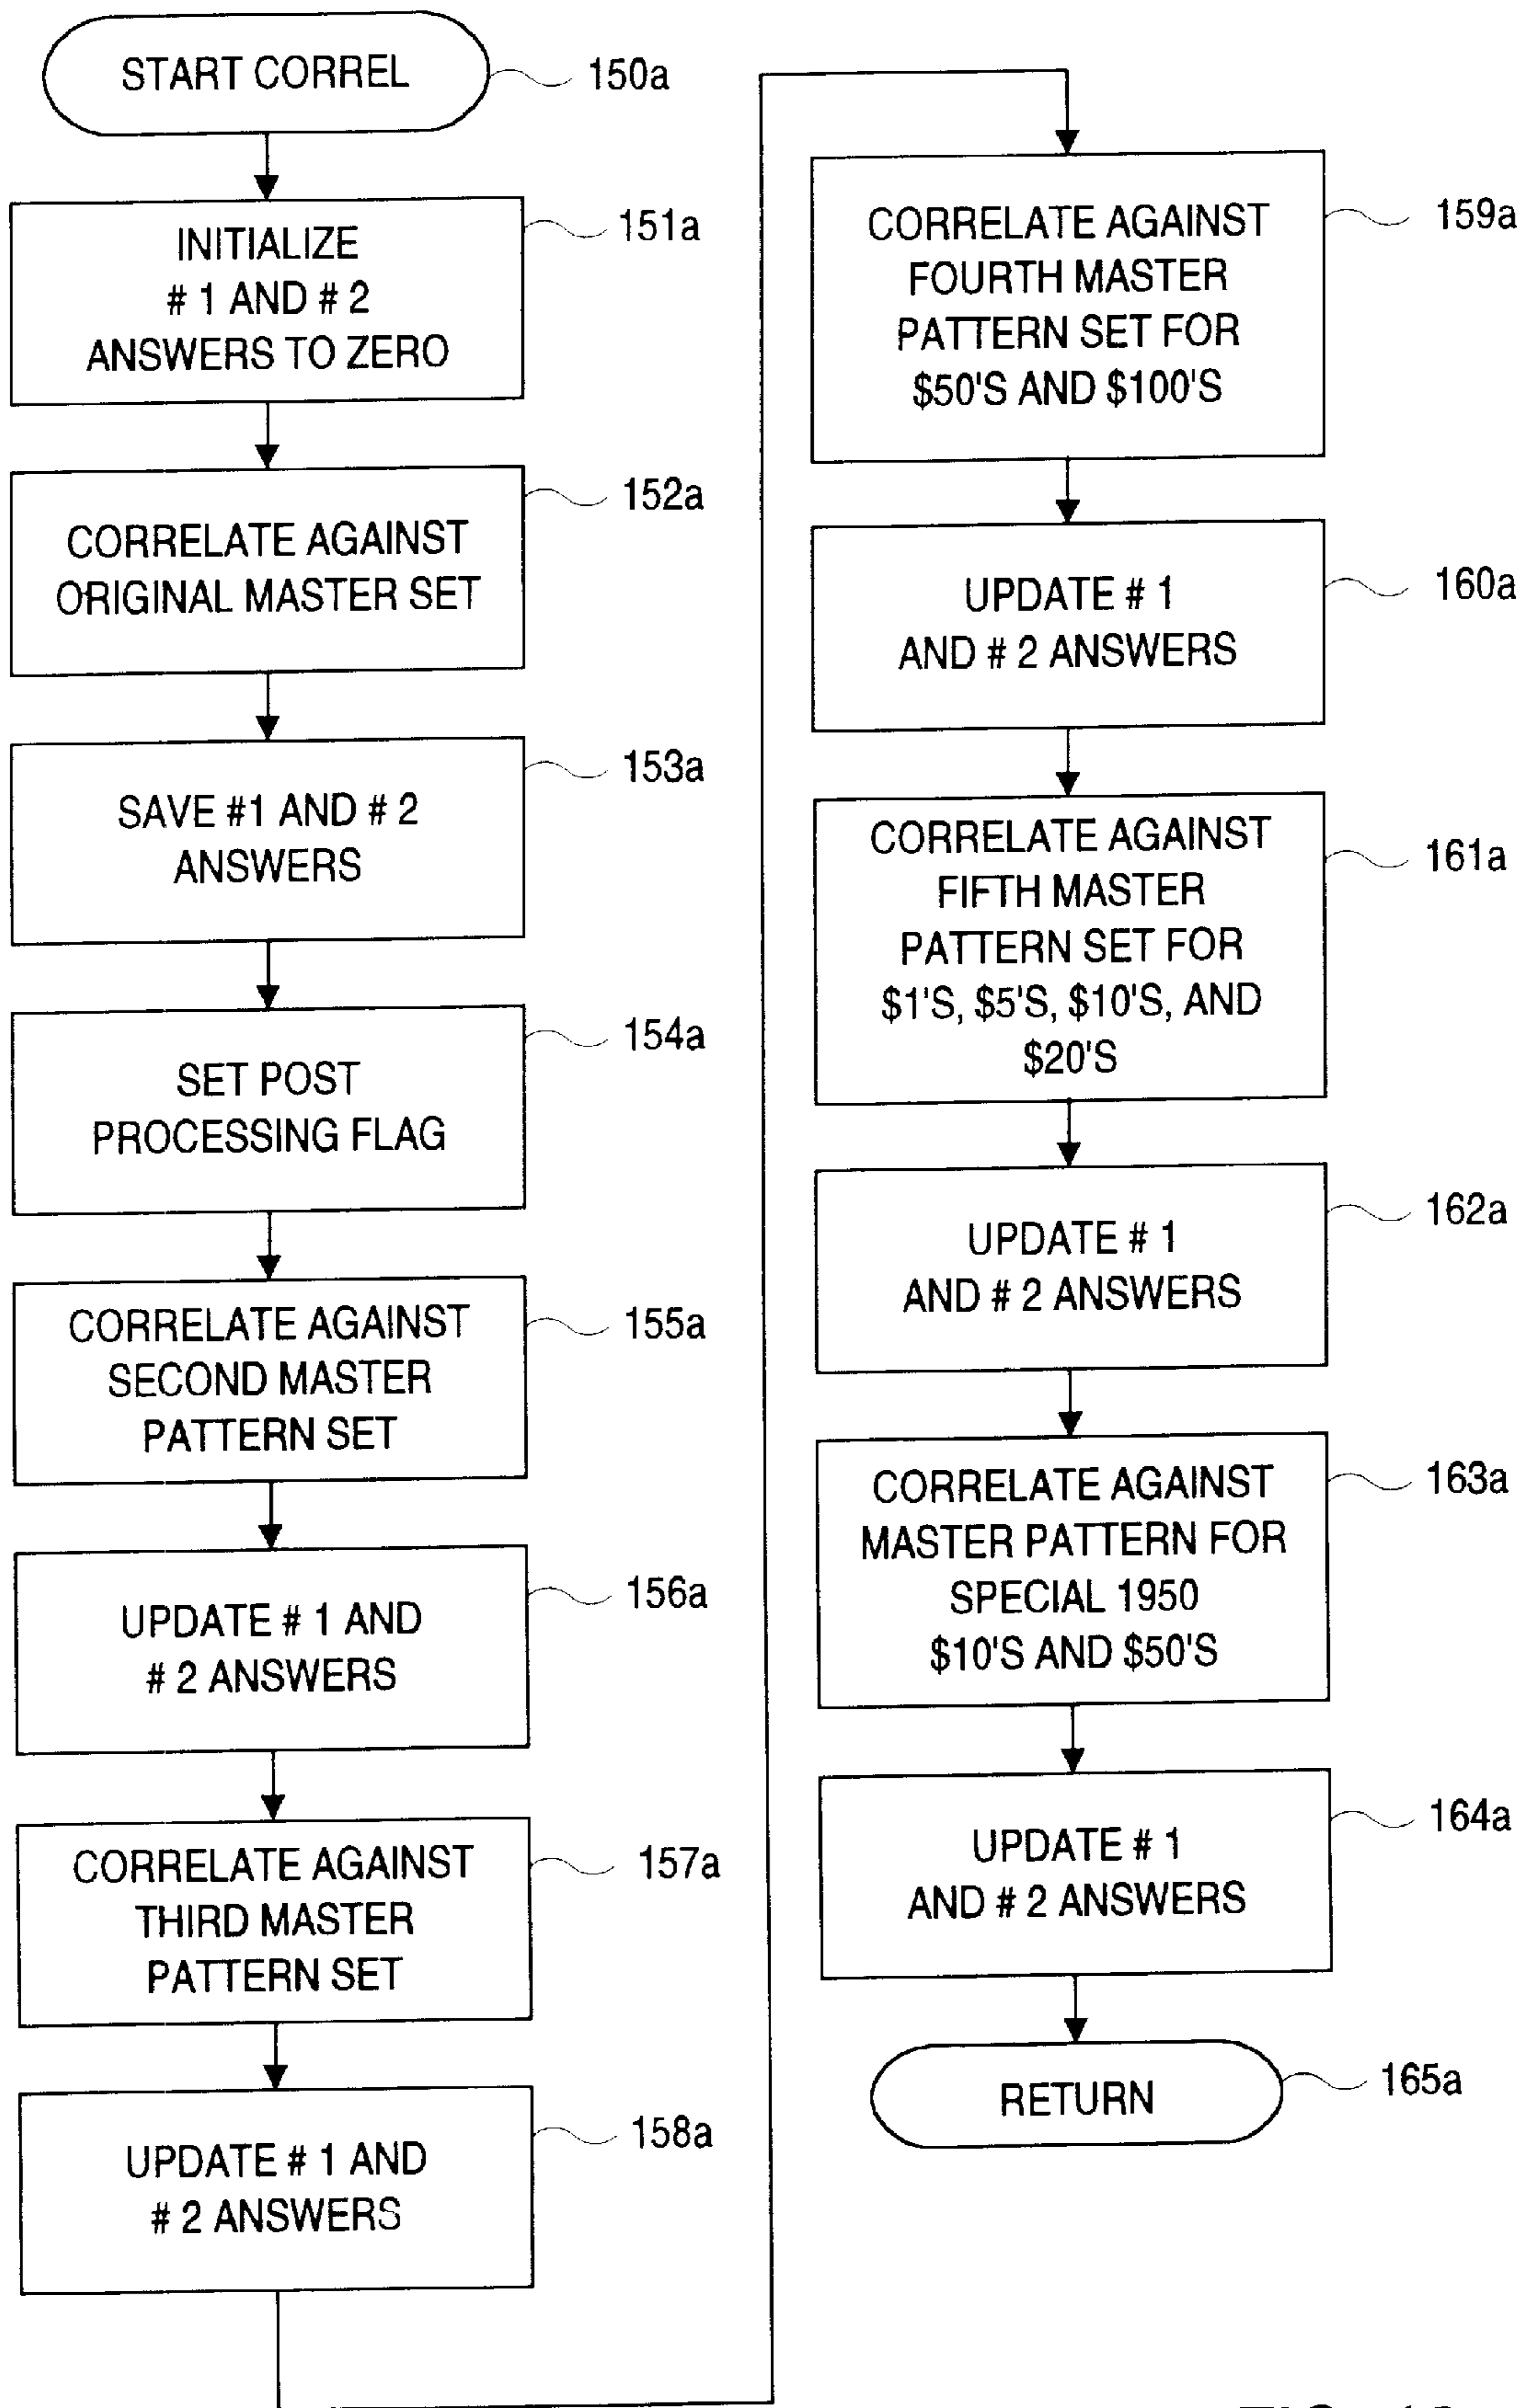 START CORREL
150a
INITIALIZE
# 1 AND # 2
ANSWERS TO ZERO
151a
CORRELATE AGAINST
ORIGINAL MASTER SET
152a
SAVE #1 AND # 2
ANSWERS
153a
SET POST
PROCESSING FLAG
154a
CORRELATE AGAINST
SECOND MASTER
PATTERN SET
155a
UPDATE # 1 AND
# 2 ANSWERS
156a
CORRELATE AGAINST
THIRD MASTER
PATTERN SET
157a
UPDATE # 1 AND
# 2 ANSWERS
158a
CORRELATE AGAINST
FOURTH MASTER
PATTERN SET FOR
$50'S AND $100'S
159a
UPDATE # 1
AND # 2 ANSWERS
160a
CORRELATE AGAINST
FIFTH MASTER
PATTERN SET FOR
$1'S, $5'S, $10'S, AND
$20'S
161a
UPDATE # 1
AND # 2 ANSWERS
162a
CORRELATE AGAINST
MASTER PATTERN FOR
SPECIAL 1950
$10'S AND $50'S
163a
UPDATE # 1
AND # 2 ANSWERS
164a
RETURN
165a